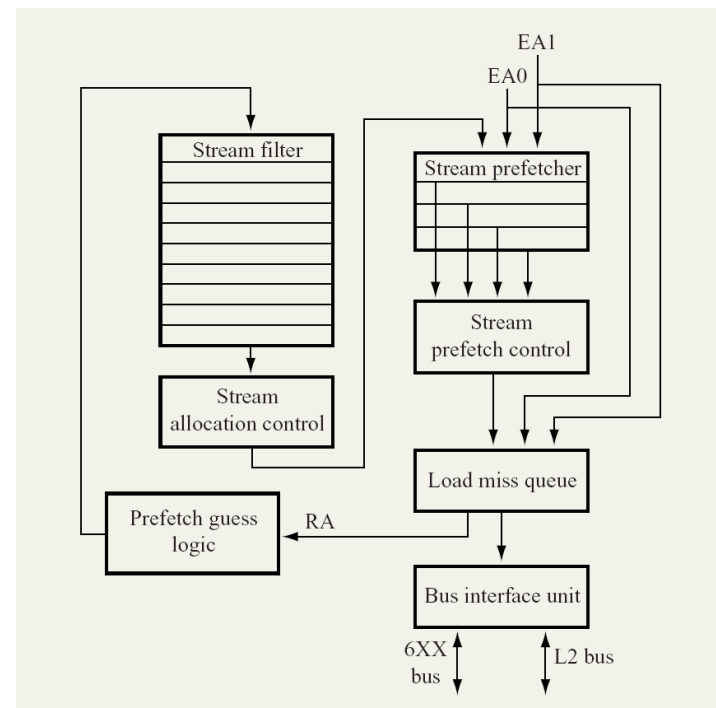 EA1
EA0
Stream filter
Stream prefetcher
Stream
prefetch control
Stream
allocation control
Load miss queue
Prefetch guess
logic
RA
Bus interface unit
6XX
bus
L2 bus